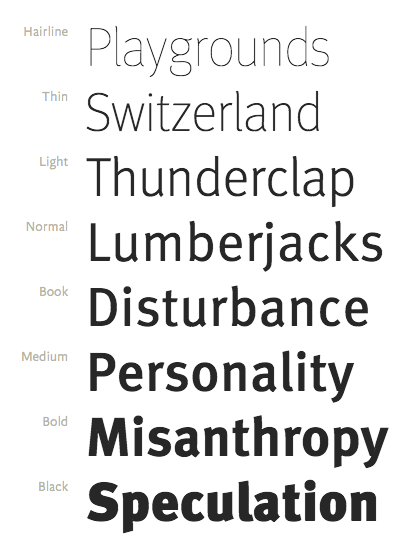 Hairline Playgrounds
Thin Switzerland
Light Thunderclap
Normal Lumberjacks
Book Disturbance
Medium Personality
Bold Misanthropy
Black Speculation